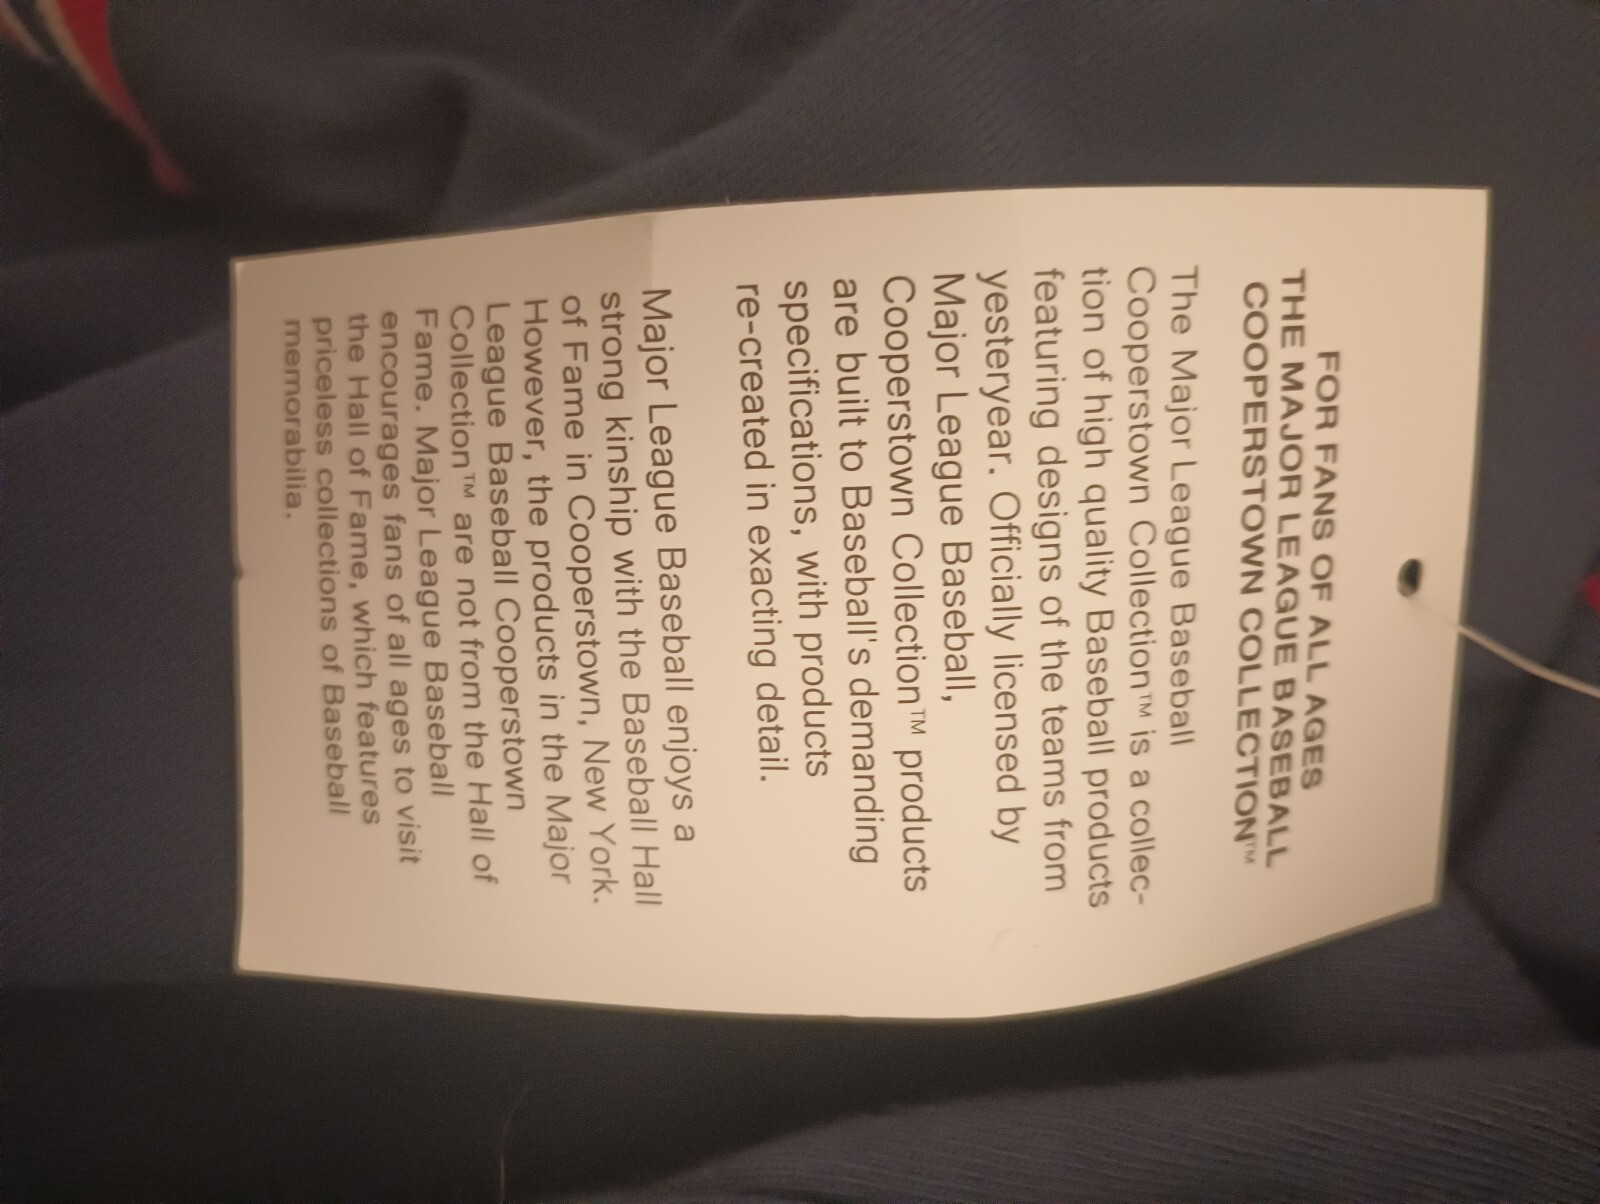 FOR FANS OF ALL AGES
THE MAJOR LEAGUE BASEBALL
COOPERSTOWN COLLECTION™
The Major League Baseball
Cooperstown Collection™ is a collec-
tion of high quality Baseball products
featuring designs of the teams from
yesteryear. Officially licensed by
Major League Baseball,
Cooperstown Collection™ products
are built to Baseball's demanding
specifications, with products
re-created in exacting detail.
Major League Baseball enjoys a
strong kinship with the Baseball Hall
of Fame in Cooperstown, New York.
However, the products in the Major
League Baseball Cooperstown
Collection™ are not from the Hall of
Fame. Major League Baseball
encourages fans of all ages to visit
the Hall of Fame, which features
priceless collections of Baseball
memorabilia.